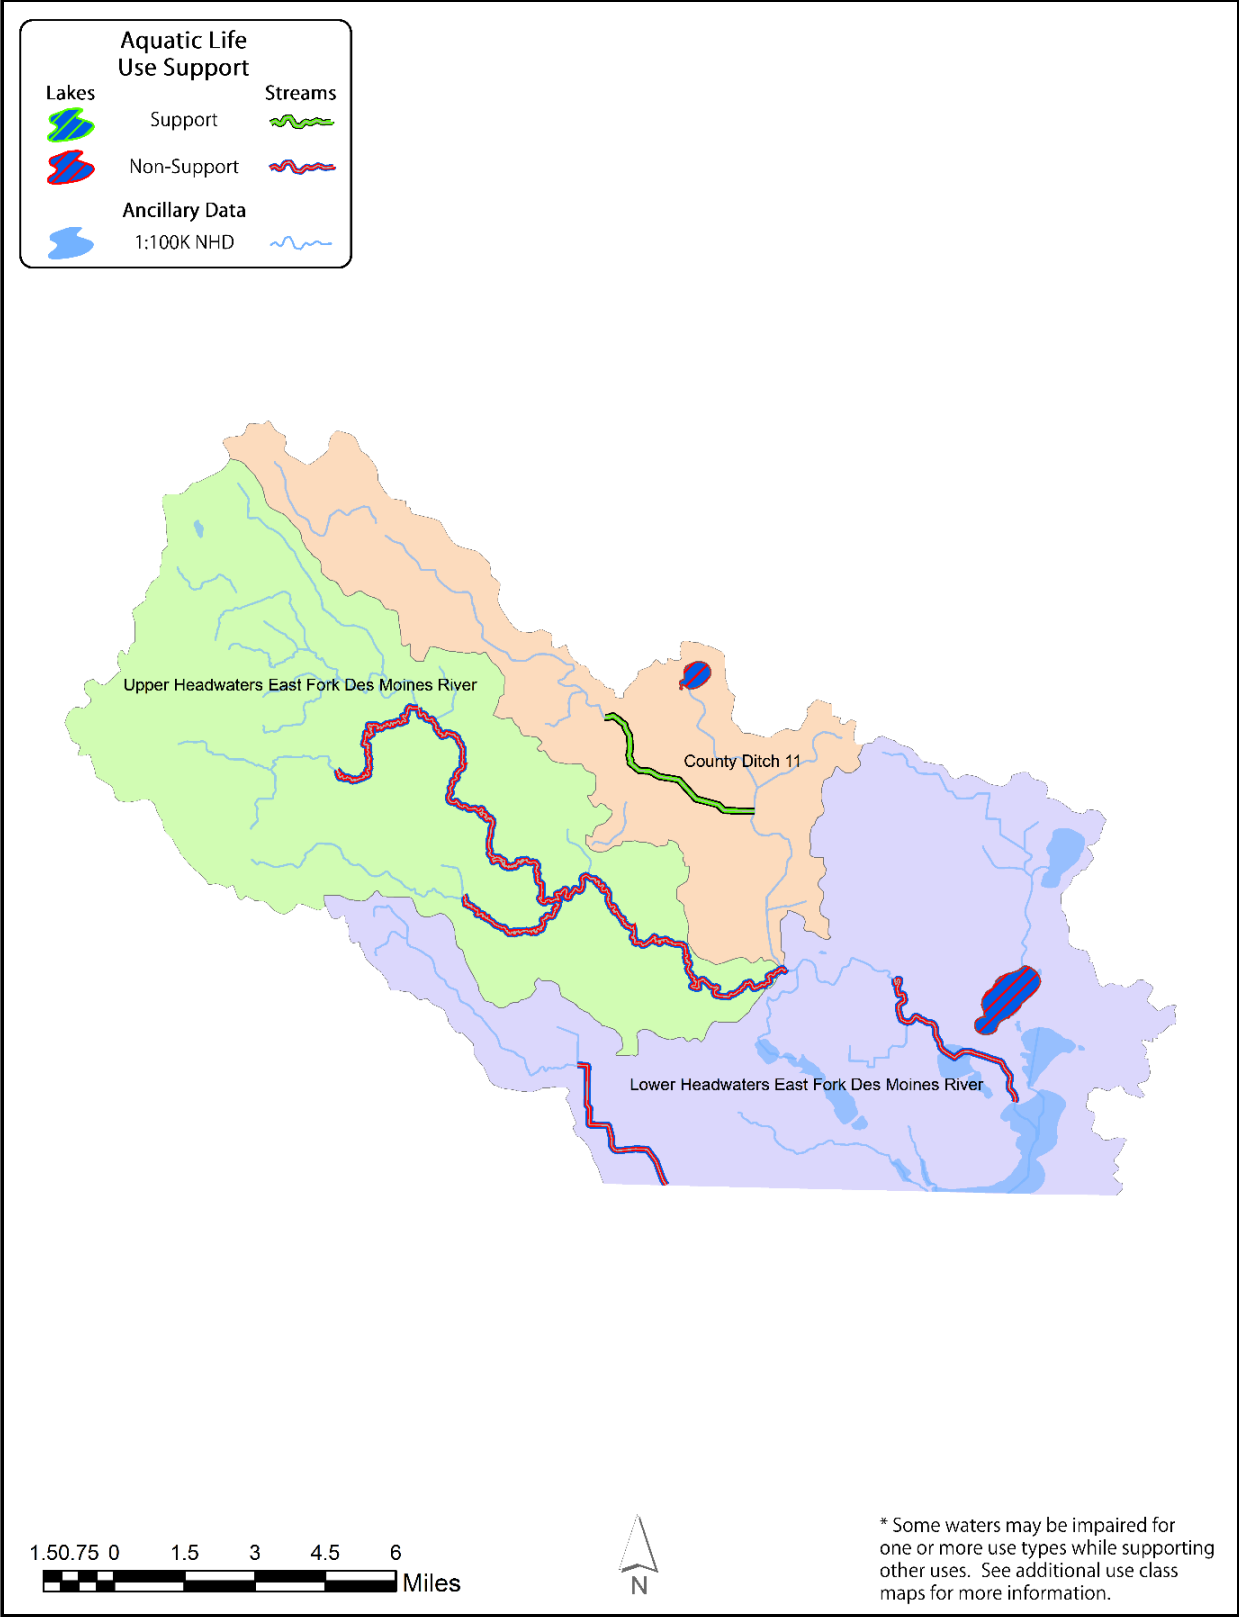 Aquatic Life
Use Support
Lakes Streams
Support
Non-Support
Ancillary Data
1:100K NHD
Upper Headwaters East Fork Des Moines River
County Ditch 11
Lower Headwaters East Fork Des Moines River
1.50.75 0 1.5 3 4.5 6
Miles
N
* Some waters may be impaired for
one or more use types while supporting
other uses. See additional use class
maps for more information.